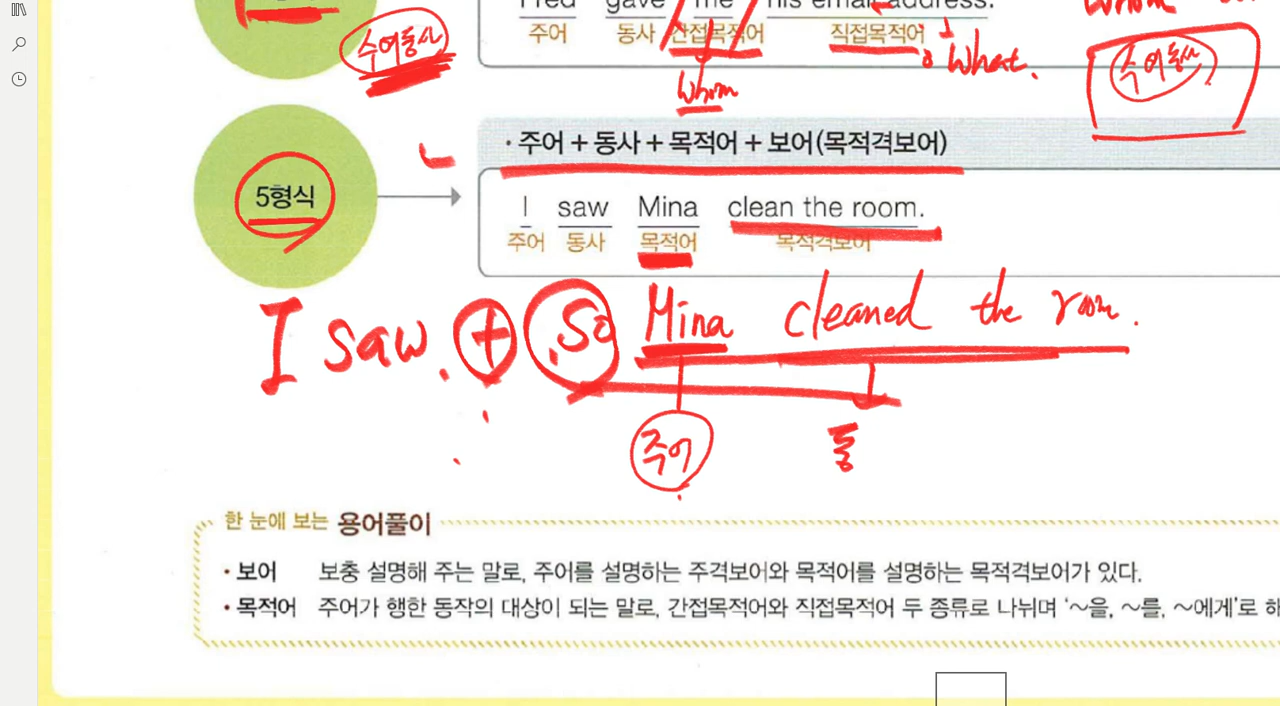 Fred gave me his email address.
주어 동사 간접목적어 직접목적어
수여동사
: What.
whom
수여동사
5형식
· 주어 + 동사 + 목적어 + 보어(목적격보어)
I saw Mina clean the room.
주어 동사 목적어 목적격보어
I saw. + So Mina cleaned the room.
주어 동
한 눈에 보는 용어풀이
• 보어 보충 설명해 주는 말로, 주어를 설명하는 주격보어와 목적어를 설명하는 목적격보어가 있다.
• 목적어 주어가 행한 동작의 대상이 되는 말로, 간접목적어와 직접목적어 두 종류로 나뉘며 ‘~을, ~를, ~에게’로 해